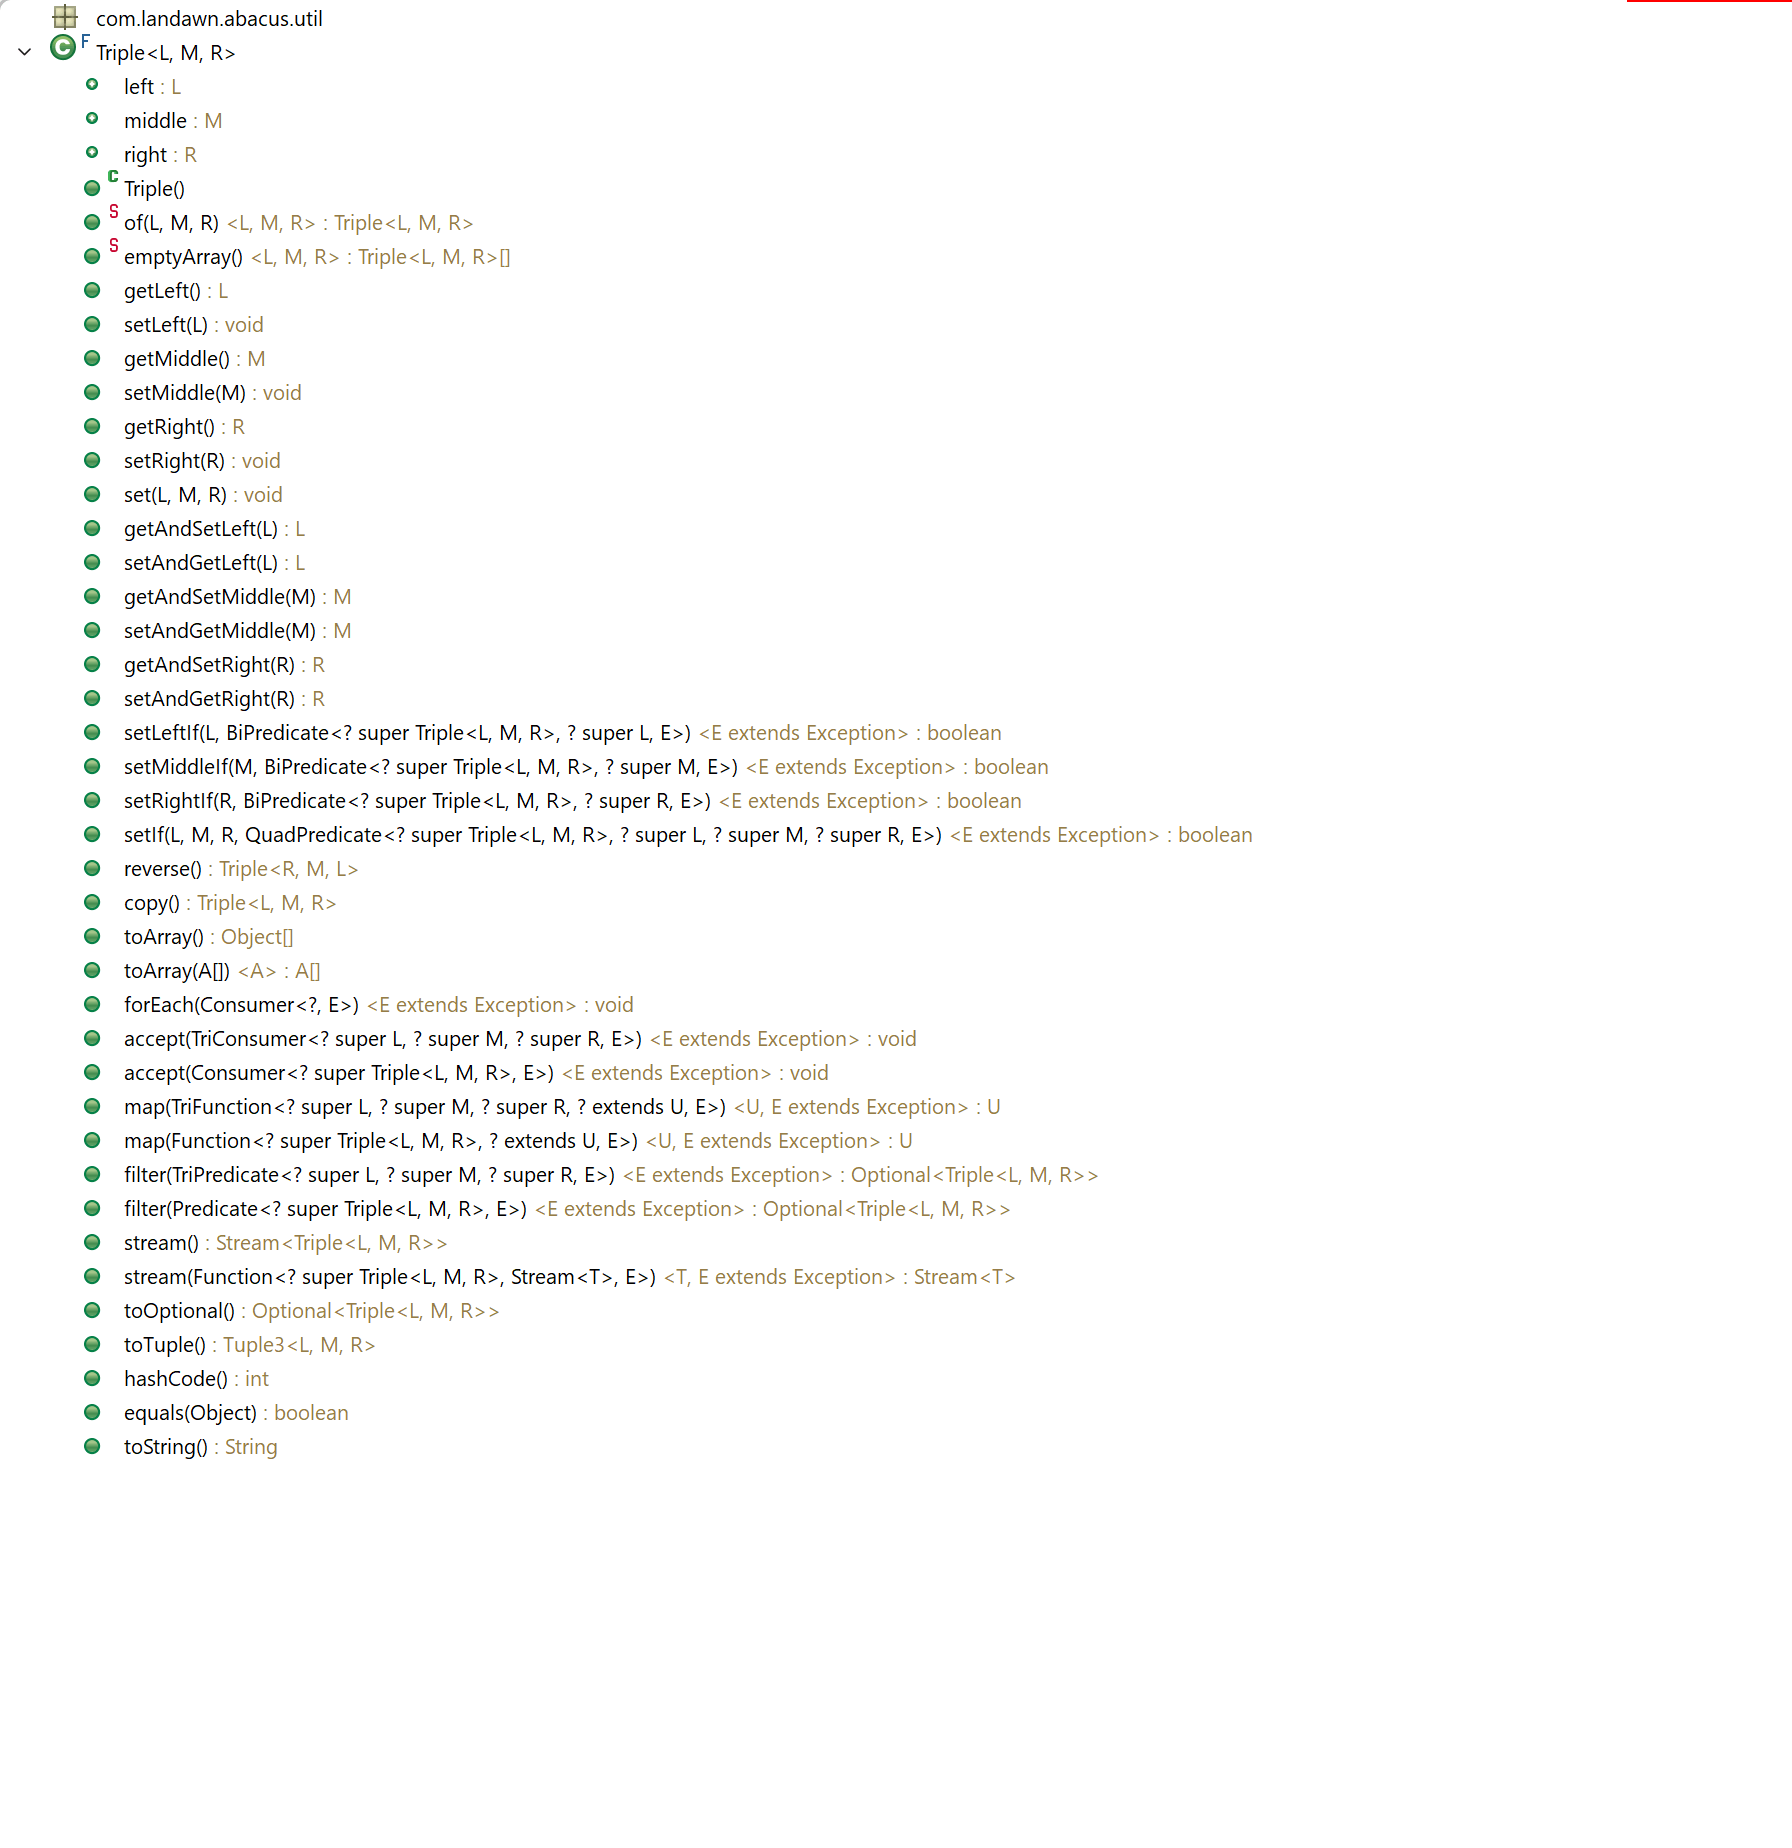 com.landawn.abacus.util
F Triple<L, M, R>
left : L
middle : M
right : R
C Triple()
S of(L, M, R) <L, M, R> : Triple<L, M, R>
S emptyArray() <L, M, R> : Triple<L, M, R>[]
getLeft() : L
setLeft(L) : void
getMiddle() : M
setMiddle(M) : void
getRight() : R
setRight(R) : void
set(L, M, R) : void
getAndSetLeft(L) : L
setAndGetLeft(L) : L
getAndSetMiddle(M) : M
setAndGetMiddle(M) : M
getAndSetRight(R) : R
setAndGetRight(R) : R
setLeftIf(L, BiPredicate<? super Triple<L, M, R>, ? super L, E>) <E extends Exception> : boolean
setMiddleIf(M, BiPredicate<? super Triple<L, M, R>, ? super M, E>) <E extends Exception> : boolean
setRightIf(R, BiPredicate<? super Triple<L, M, R>, ? super R, E>) <E extends Exception> : boolean
setIf(L, M, R, QuadPredicate<? super Triple<L, M, R>, ? super L, ? super M, ? super R, E>) <E extends Exception> : boolean
reverse() : Triple<R, M, L>
copy() : Triple<L, M, R>
toArray() : Object[]
toArray(A[]) <A> : A[]
forEach(Consumer<?, E>) <E extends Exception> : void
accept(TriConsumer<? super L, ? super M, ? super R, E>) <E extends Exception> : void
accept(Consumer<? super Triple<L, M, R>, E>) <E extends Exception> : void
map(TriFunction<? super L, ? super M, ? super R, ? extends U, E>) <U, E extends Exception> : U
map(Function<? super Triple<L, M, R>, ? extends U, E>) <U, E extends Exception> : U
filter(TriPredicate<? super L, ? super M, ? super R, E>) <E extends Exception> : Optional<Triple<L, M, R>>
filter(Predicate<? super Triple<L, M, R>, E>) <E extends Exception> : Optional<Triple<L, M, R>>
stream() : Stream<Triple<L, M, R>>
stream(Function<? super Triple<L, M, R>, Stream<T>, E>) <T, E extends Exception> : Stream<T>
toOptional() : Optional<Triple<L, M, R>>
toTuple() : Tuple3<L, M, R>
hashCode() : int
equals(Object) : boolean
toString() : String